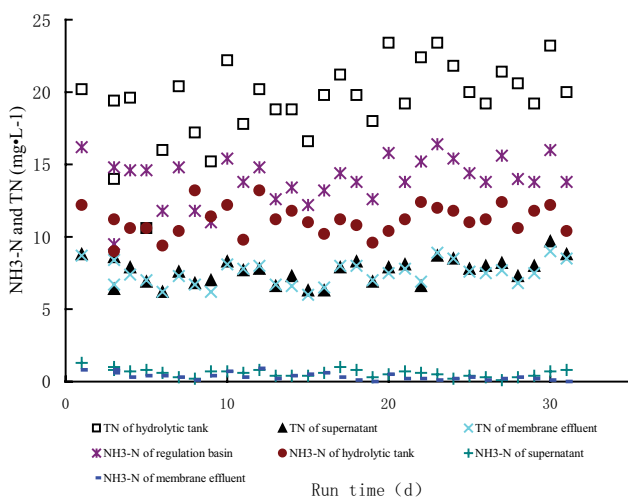 25
20
15
10
5
0
NH3-N and TN (mg•L-1)
0 10 20 30
TN of hydrolytic tank TN of supernatant TN of membrane effluent
NH3-N of regulation basin NH3-N of hydrolytic tank NH3-N of supernatant
NH3-N of membrane effluent
Run time (d)